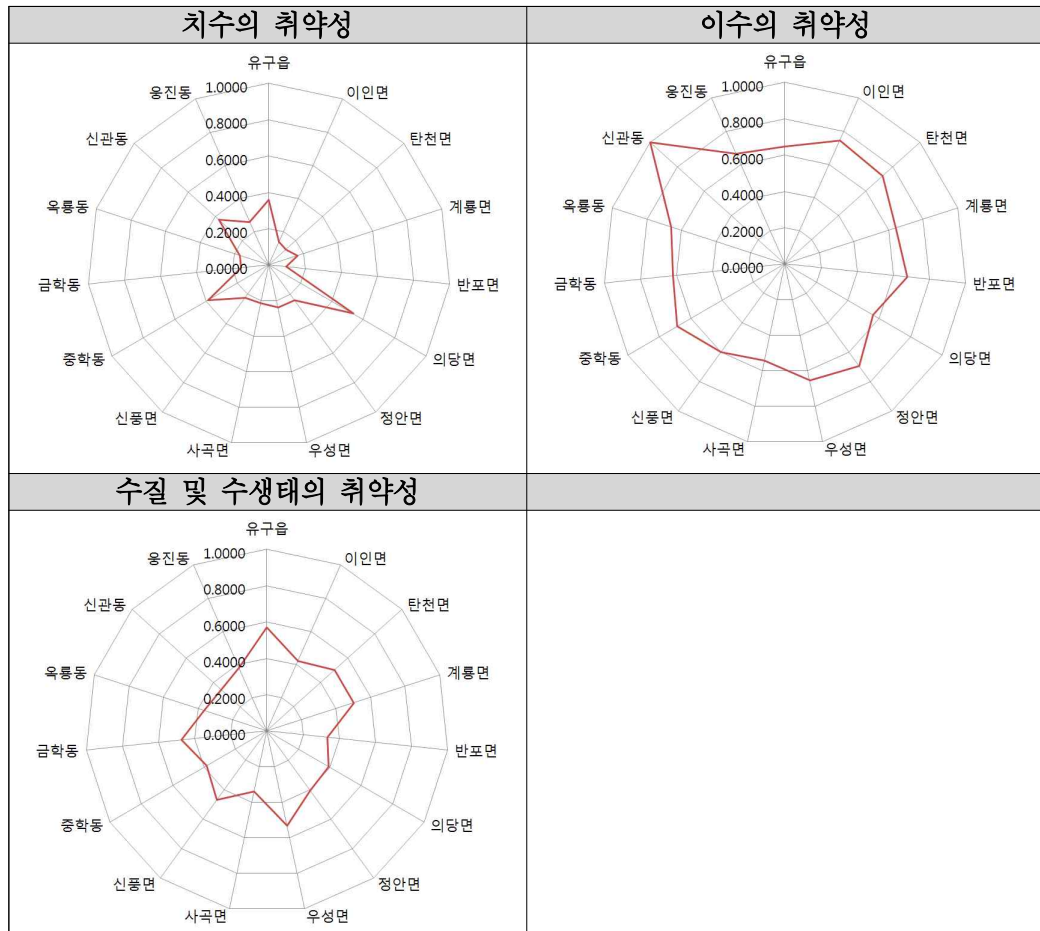 치수의 취약성
이수의 취약성
유구읍
이인면
탄천면
계룡면
반포면
의당면
정안면
우성면
사곡면
신풍면
중학동
금학동
옥룡동
신관동
웅진동
1.0000
0.8000
0.6000
0.4000
0.2000
0.0000
유구읍
이인면
탄천면
계룡면
반포면
의당면
정안면
우성면
사곡면
신풍면
중학동
금학동
옥룡동
신관동
웅진동
1.0000
0.8000
0.6000
0.4000
0.2000
0.0000
수질 및 수생태의 취약성
유구읍
이인면
탄천면
계룡면
반포면
의당면
정안면
우성면
사곡면
신풍면
중학동
금학동
옥룡동
신관동
웅진동
1.0000
0.8000
0.6000
0.4000
0.2000
0.0000